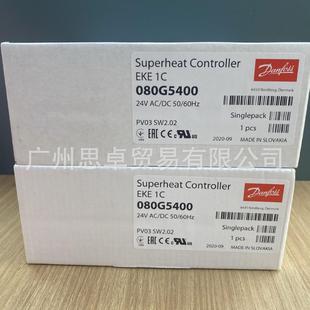 Superheat Controller
EKE 1C
080G5400
24V AC/DC 50/60Hz
PV03 SW2.02
Danfoss
6430 Nordborg, Denmark
Singlepack
1 pcs
2020-09 MADE IN SLOVAKIA
广州思卓贸易有限公司
Superheat Controller
EKE 1C
080G5400
24V AC/DC 50/60Hz
PV03 SW2.02
Danfoss
6430 Nordborg, Denmark
Singlepack
1 pcs
2020-09 MADE IN SLOVAKIA